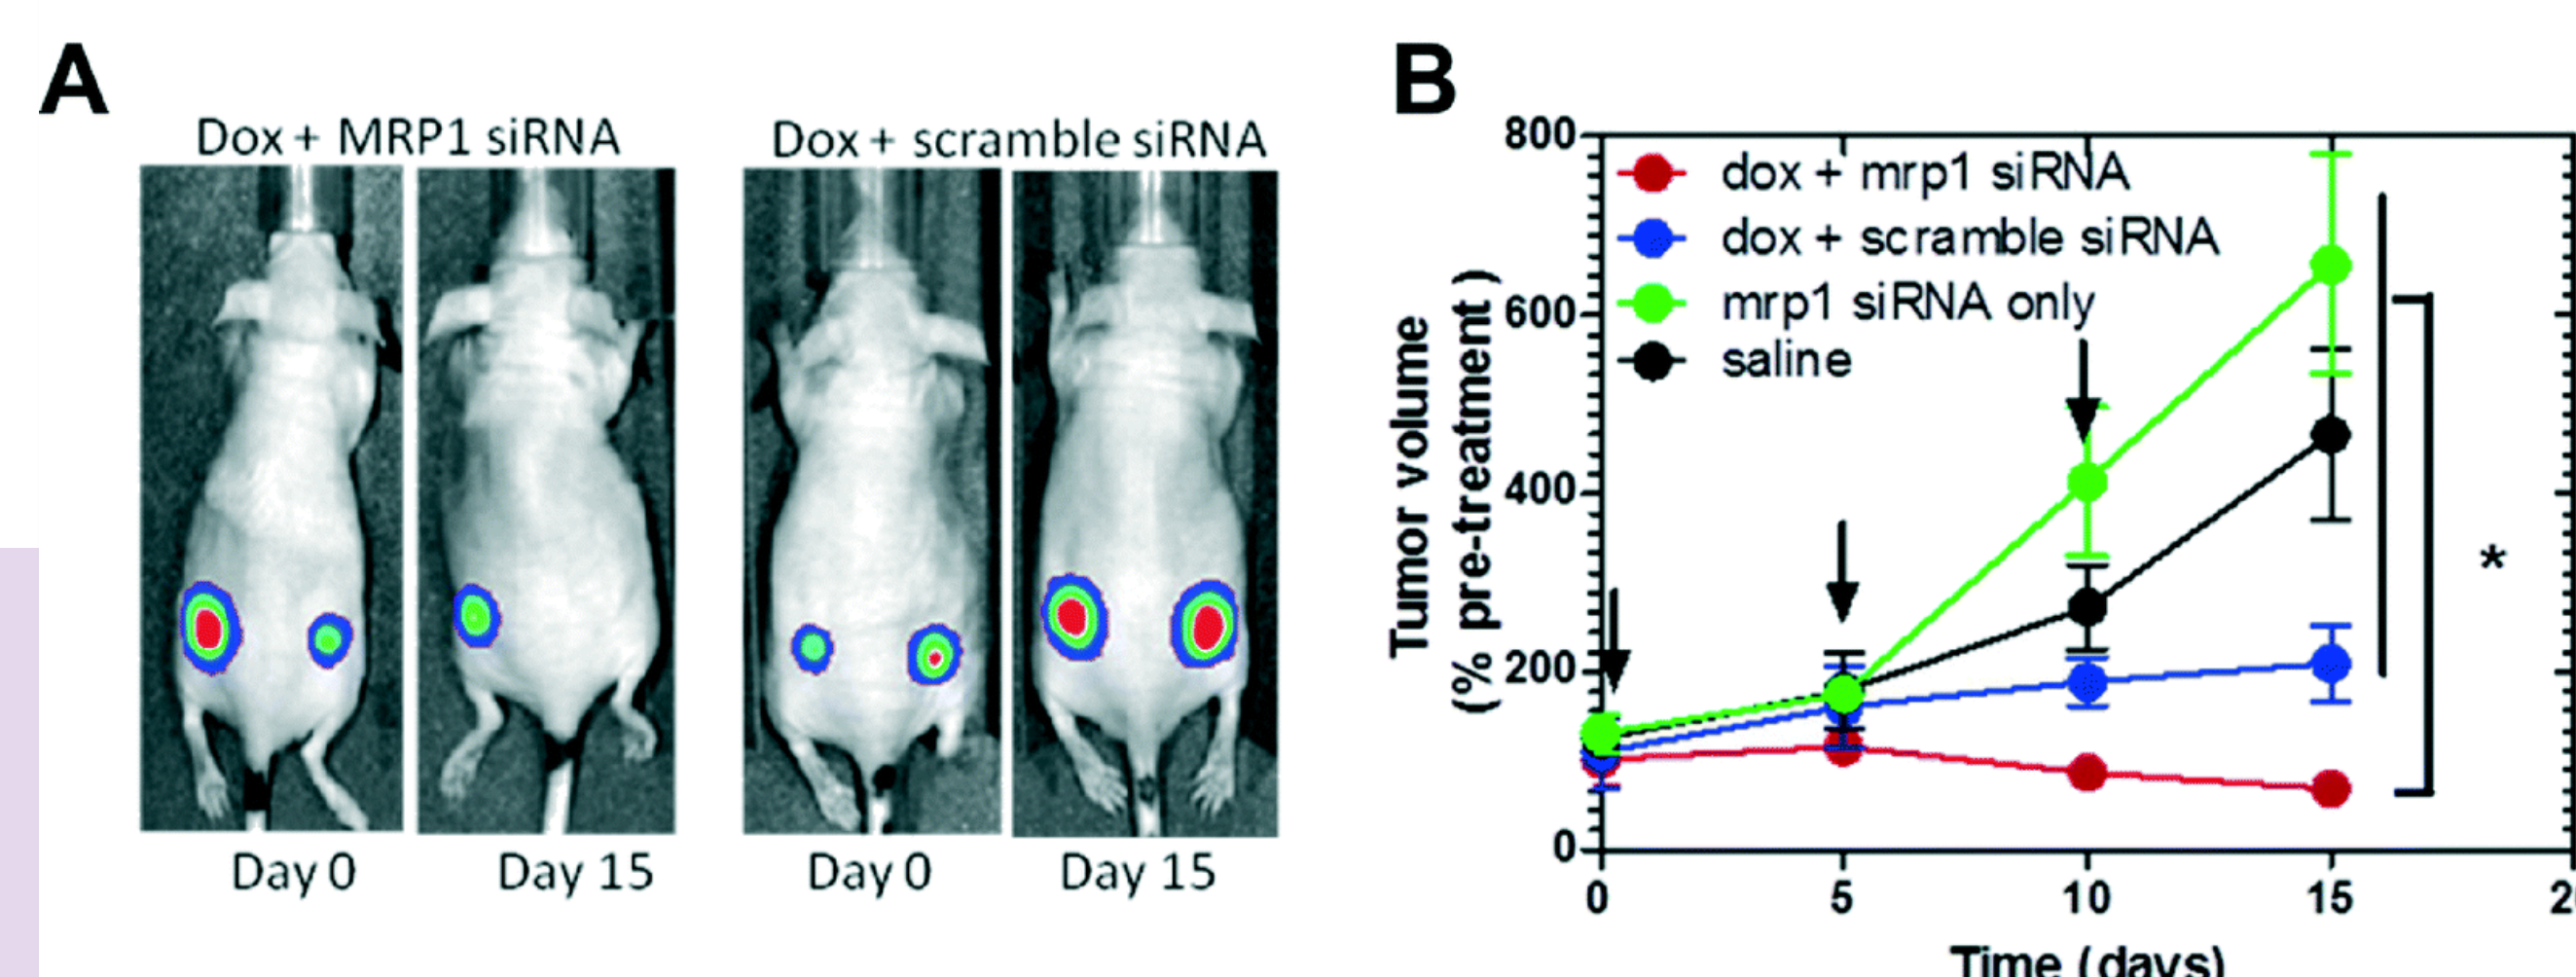 A
Dox + MRP1 siRNA
Dox + scramble siRNA
Day 0
Day 15
Day 0
Day 15
B
Tumor volume
(% pre-treatment )
800
600
400
200
0
dox + mrp1 siRNA
dox + scramble siRNA
mrp1 siRNA only
saline
*
0
5
10
15
2
Time (days)